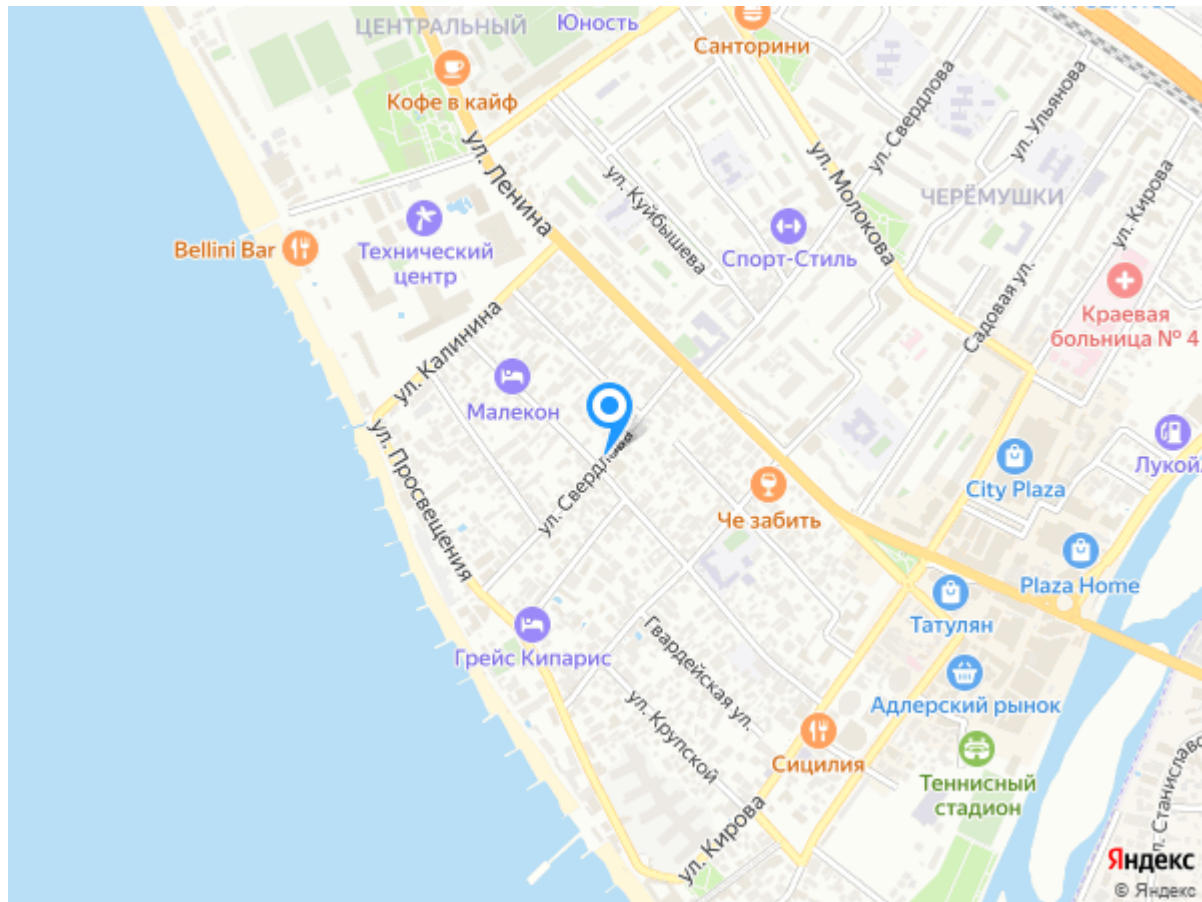 ЦЕНТРАЛЬНЫЙ
Юность
Санторини
Кофе в кайф
ул. Ленина
ул. Куйбышева
ул. Молокова
ул. Свердлова
ул. Ульянова
ЧЕРЁМУШКИ
ул. Кирова
Bellini Bar
Технический
центр
Спорт-Стиль
Садовая ул.
Краевая
больница № 4
ул. Калинина
Малекон
ул. Просвещения
ул. Свердлова
City Plaza
Че забить
Plaza Home
Татулян
Грейс Кипарис
Гвардейская ул.
Адлерский рынок
ул. Крупской
Сицилия
Теннисный
стадион
ул. Кирова
Яндекс
© Яндекс